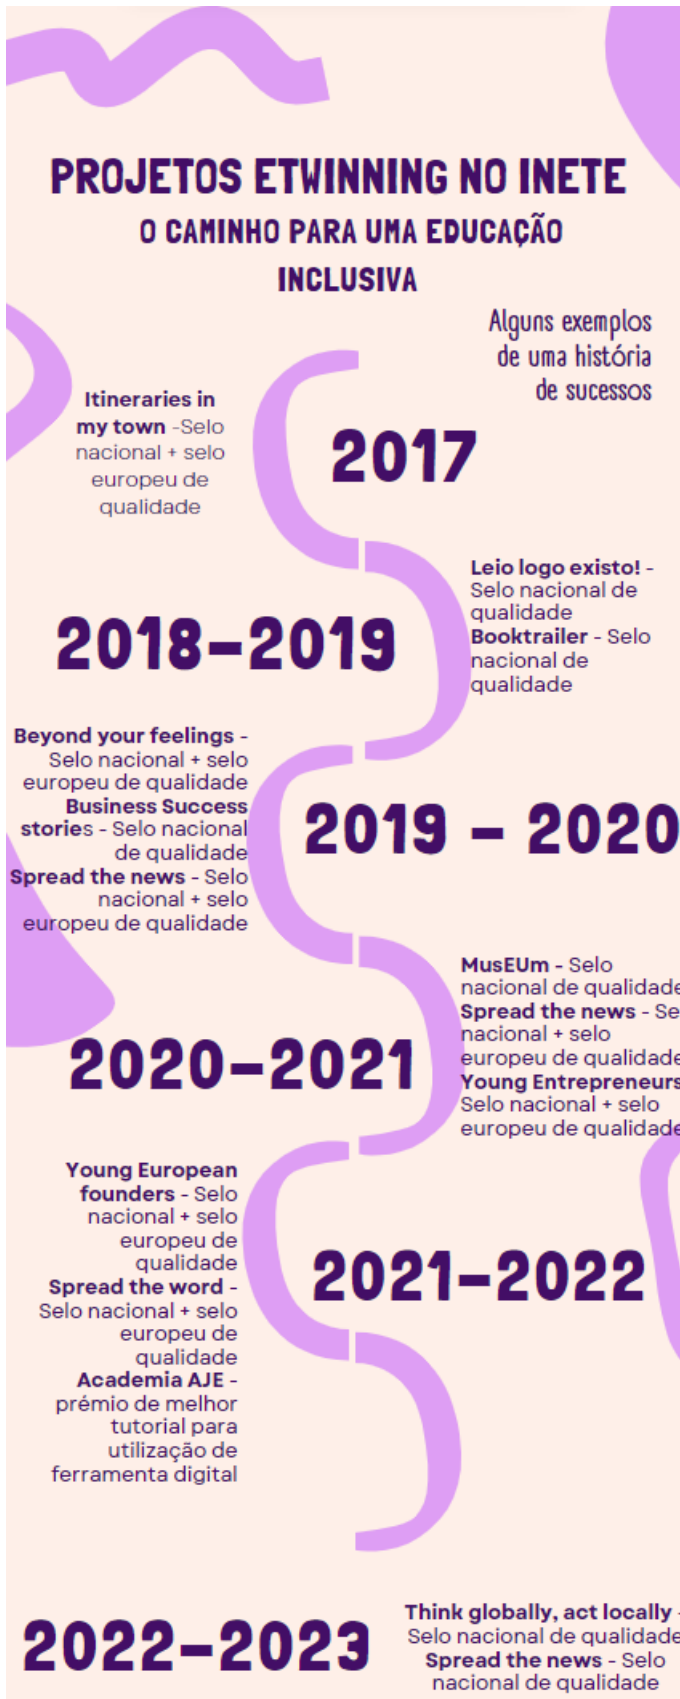 PROJETOS ETWINNING NO INETE
O CAMINHO PARA UMA EDUCAÇÃO
INCLUSIVA
Alguns exemplos
de uma história
de sucessos
Itineraries in
my town -Selo
nacional + selo
europeu de
qualidade
2017
Leio logo existo! -
Selo nacional de
qualidade
Booktrailer - Selo
nacional de
qualidade
2018-2019
Beyond your feelings -
Selo nacional + selo
europeu de qualidade
Business Success
stories - Selo nacional
de qualidade
Spread the news - Selo
nacional + selo
europeu de qualidade
2019 - 2020
MusEUm - Selo
nacional de qualidade
Spread the news - Se
nacional + selo
europeu de qualidade
Young Entrepreneurs
Selo nacional + selo
europeu de qualidade
2020-2021
Young European
founders - Selo
nacional + selo
europeu de
qualidade
Spread the word -
Selo nacional + selo
europeu de
qualidade
Academia AJE -
prémio de melhor
tutorial para
utilização de
ferramenta digital
2021-2022
2022-2023
Think globally, act locally -
Selo nacional de qualidade
Spread the news - Selo
nacional de qualidade